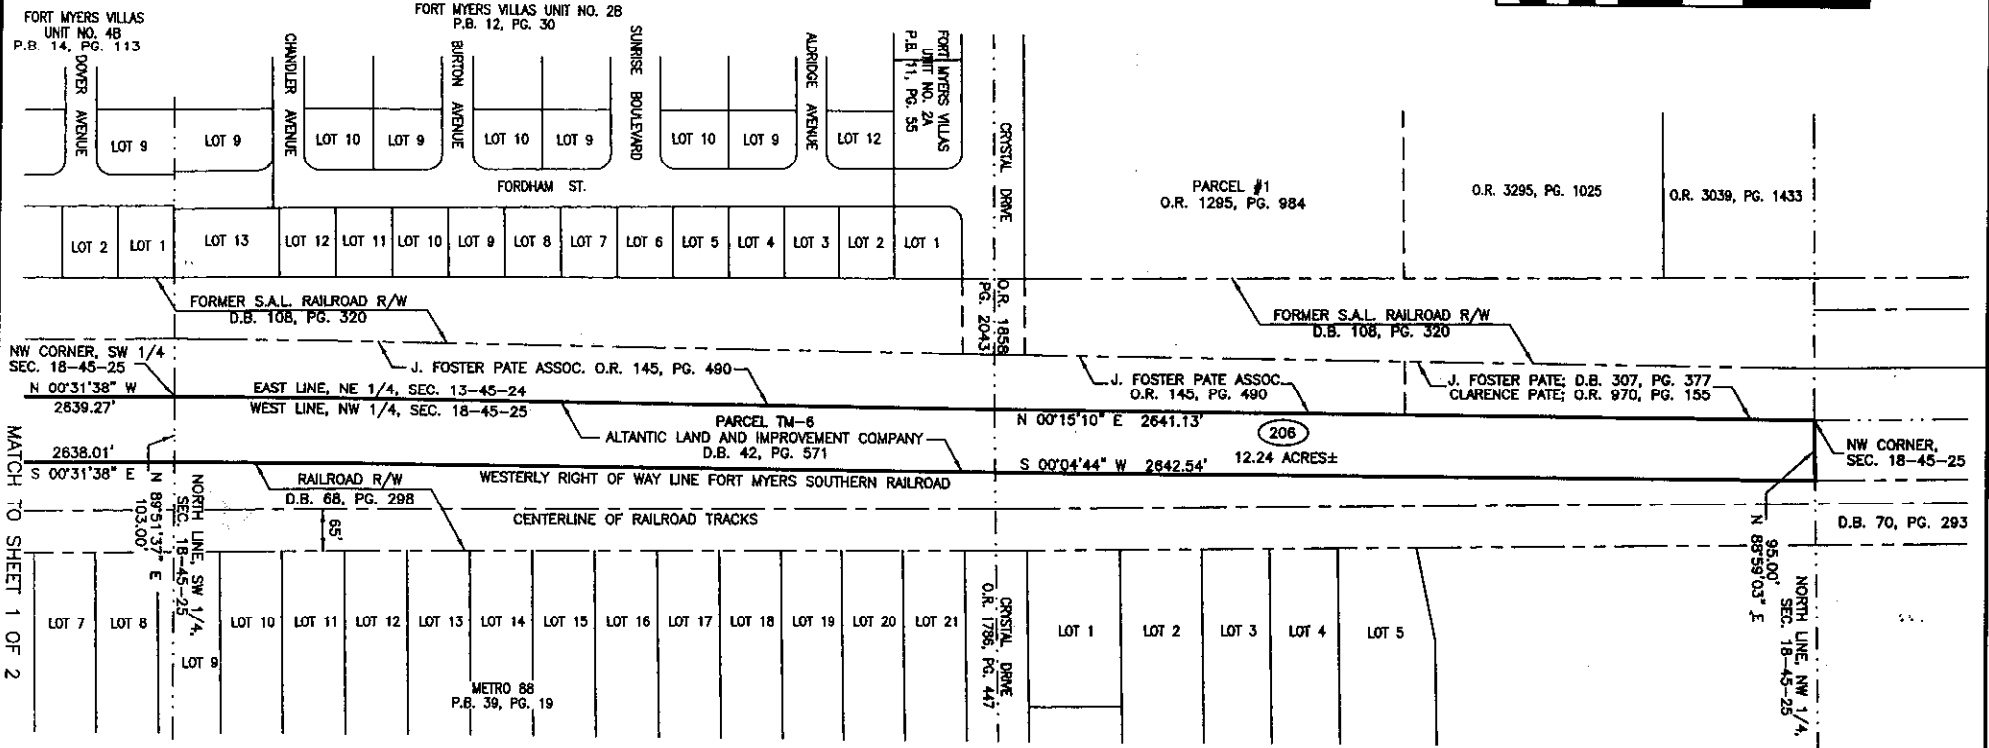 FORT MYERS VILLAS
UNIT NO. 4B
P.B. 14, PG. 113
FORT MYERS VILLAS UNIT NO. 2B
P.B. 12, PG. 30
FORT MYERS VILLAS
UNIT NO. 2A
P.B. 11, PG. 55
DOVER AVENUE
CHANDLER AVENUE
BURTON AVENUE
SUNRISE BOULEVARD
ALDRIDGE AVENUE
CRYSTAL DRIVE
LOT 9
LOT 9
LOT 10
LOT 9
LOT 10
LOT 9
LOT 10
LOT 9
LOT 12
FORDHAM ST.
PARCEL #1
O.R. 1295, PG. 984
O.R. 3295, PG. 1025
O.R. 3039, PG. 1433
LOT 2
LOT 1
LOT 13
LOT 12
LOT 11
LOT 10
LOT 9
LOT 8
LOT 7
LOT 6
LOT 5
LOT 4
LOT 3
LOT 2
LOT 1
O.R. 1858
PG. 2043
FORMER S.A.L. RAILROAD R/W
D.B. 108, PG. 320
FORMER S.A.L. RAILROAD R/W
D.B. 108, PG. 320
NW CORNER, SW 1/4
SEC. 18-45-25
J. FOSTER PATE ASSOC. O.R. 145, PG. 490
J. FOSTER PATE ASSOC.
O.R. 145, PG. 490
J. FOSTER PATE; D.B. 307, PG. 377
CLARENCE PATE; O.R. 970, PG. 155
N 00°31'38" W
2639.27'
EAST LINE, NE 1/4, SEC. 13-45-24
WEST LINE, NW 1/4, SEC. 18-45-25
PARCEL TM-6
ALTANTIC LAND AND IMPROVEMENT COMPANY
D.B. 42, PG. 571
N 00°15'10" E 2641.13'
206
12.24 ACRES±
S 00°04'44" W 2642.54'
NW CORNER,
SEC. 18-45-25
2638.01'
S 00°31'38" E
RAILROAD R/W
D.B. 68, PG. 298
WESTERLY RIGHT OF WAY LINE FORT MYERS SOUTHERN RAILROAD
CENTERLINE OF RAILROAD TRACKS
65'
D.B. 70, PG. 293
MATCH TO SHEET 1 OF 2
N 89°51'37" E
103.00'
NORTH LINE, SW 1/4,
SEC. 18-45-25
95.00'
N 88°59'03" E
NORTH LINE, NW 1/4,
SEC. 18-45-25
LOT 7
LOT 8
LOT 9
LOT 10
LOT 11
LOT 12
LOT 13
LOT 14
LOT 15
LOT 16
LOT 17
LOT 18
LOT 19
LOT 20
LOT 21
CRYSTAL DRIVE
O.R. 1786, PG. 447
LOT 1
LOT 2
LOT 3
LOT 4
LOT 5
METRO 88
P.B. 39, PG. 19